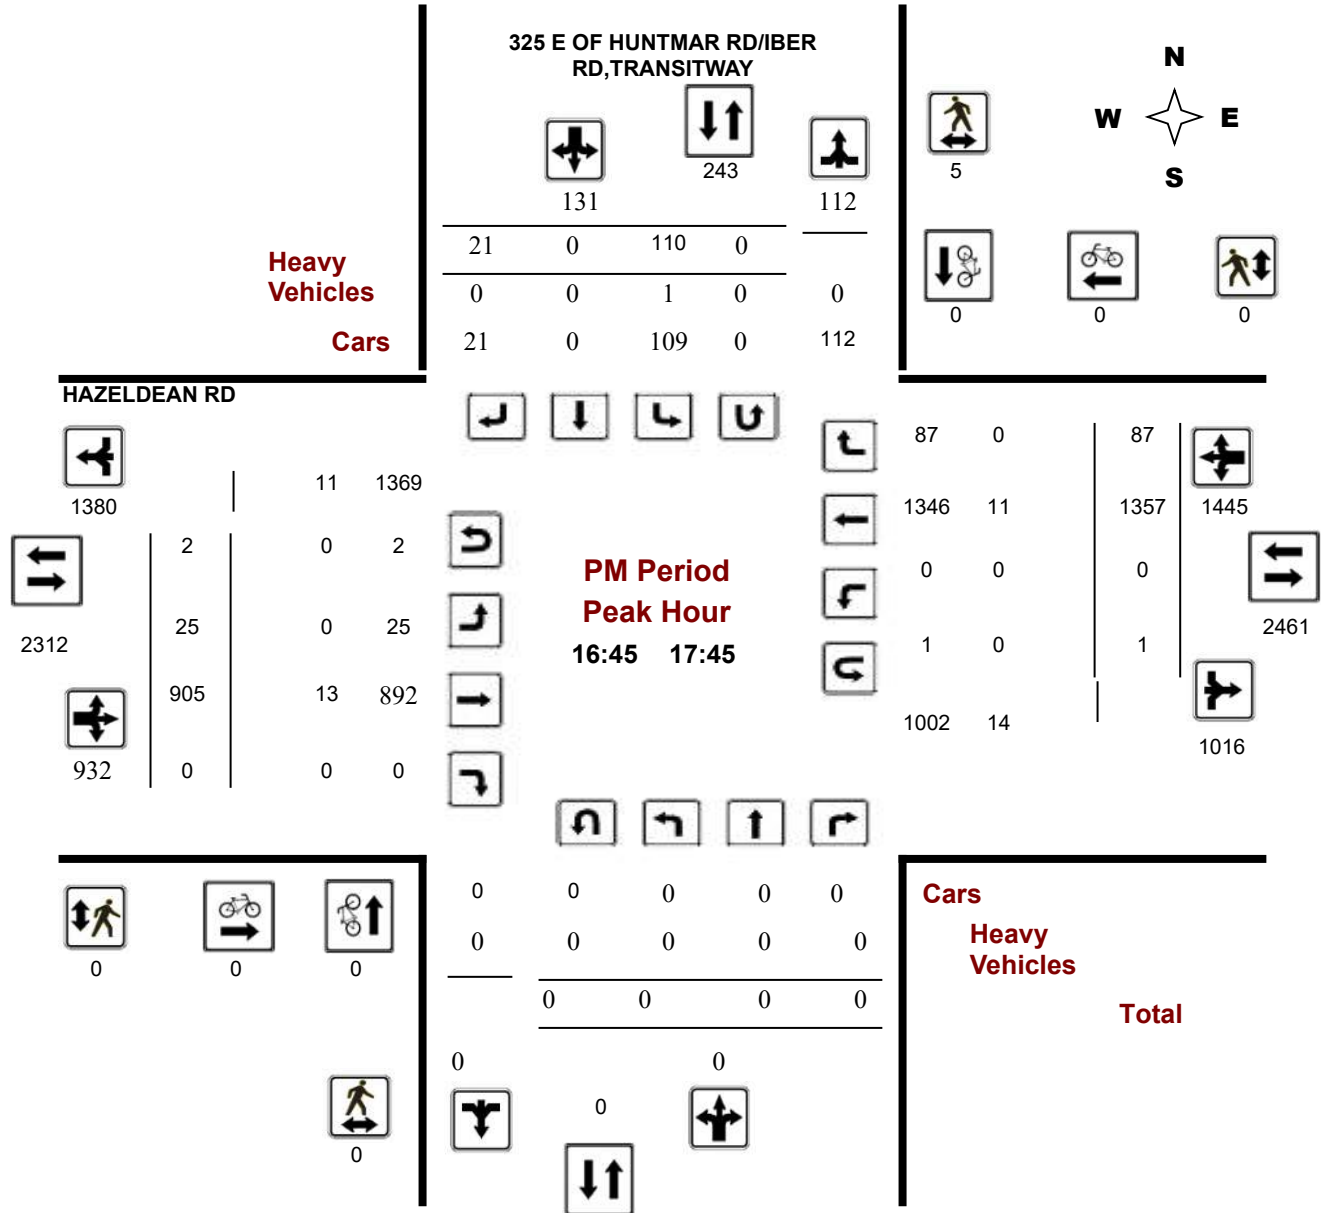 325 E OF HUNTMAR RD/IBER
RD,TRANSITWAY
N
W E
S
243
5
131 112
21 0 110 0
Heavy
Vehicles 0 0 1 0 0
0 0 0
Cars 21 0 109 0 112
HAZELDEAN RD
87 0 87
11 1369
1380
1346 11 1357 1445
2 0 2
PM Period
0 0 0
Peak Hour
25 0 25
2312
2461
16:45 17:45
1 0 1
905 13 892
1002 14
1016
932 0 0 0
0 0 0 0 0
Cars
0 0 0 0 0
Heavy
Vehicles
0 0 0
0 0 0 0
Total
0 0
0
0